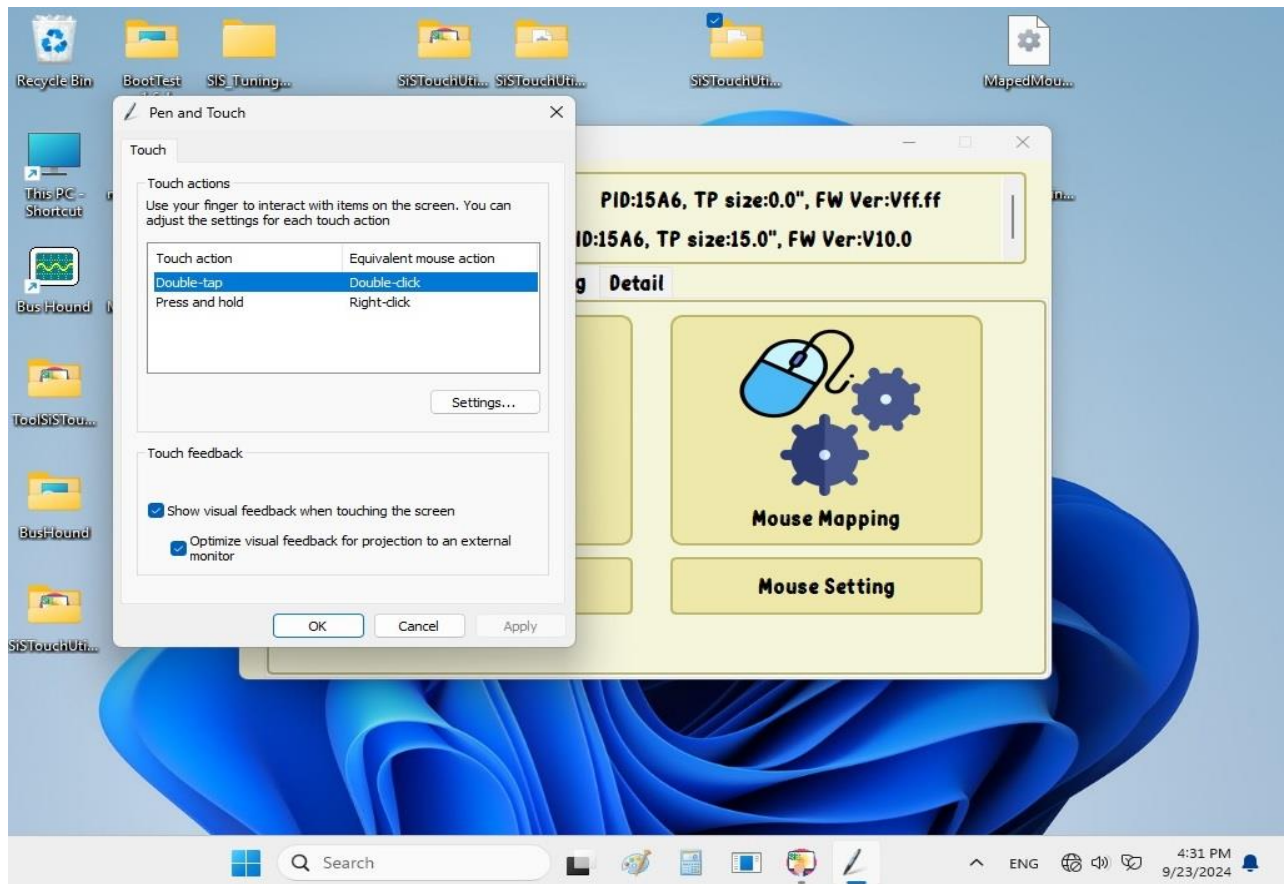 Recycle Bin
BootTest
SIS_Tuning...
SiSTouchUti...
SiSTouchUti...
SiSTouchUti...
MapedMou...
Pen and Touch
Touch
Touch actions
Use your finger to interact with items on the screen. You can
adjust the settings for each touch action
Touch action Equivalent mouse action
Double-tap Double-click
Press and hold Right-click
Settings...
Touch feedback
Show visual feedback when touching the screen
Optimize visual feedback for projection to an external
monitor
OK Cancel Apply
This PC -
Shortcut
Bus Hound
ToolSiSTou...
BusHound
SiSTouchUti...
PID:15A6, TP size:0.0", FW Ver:Vff.ff
ID:15A6, TP size:15.0", FW Ver:V10.0
g Detail
Mouse Mapping
Mouse Setting
Search
ENG
4:31 PM
9/23/2024